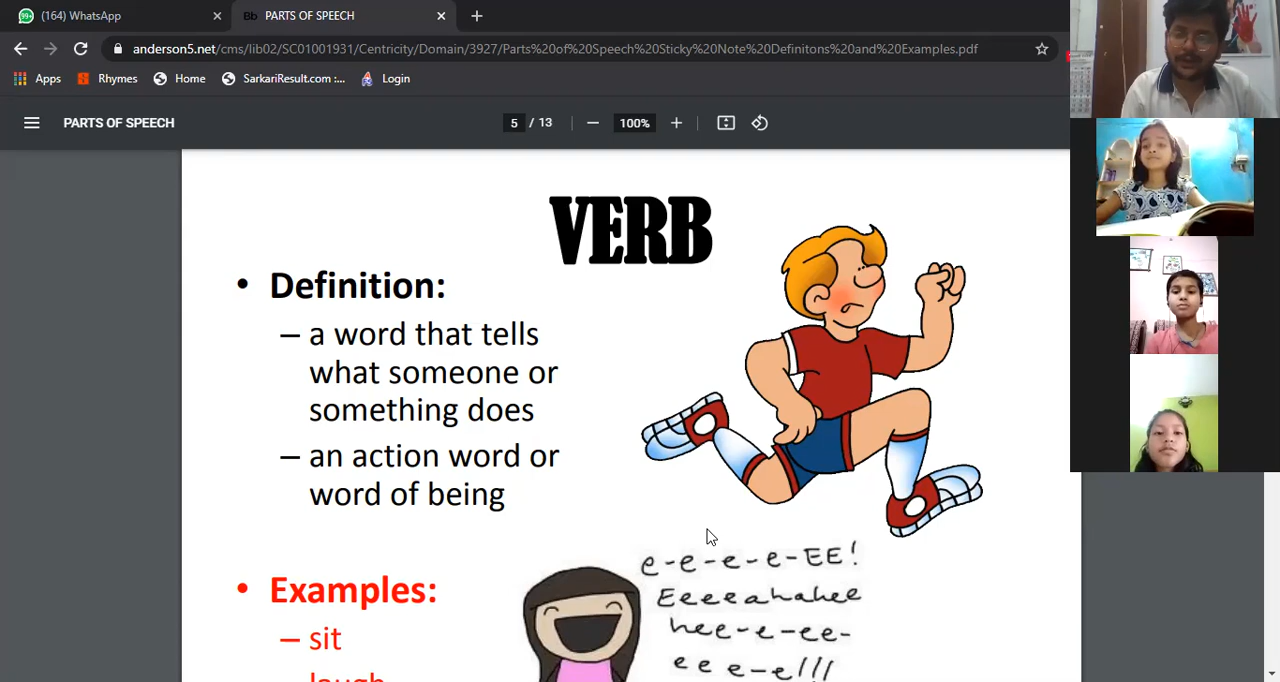 (164) WhatsApp
Bb PARTS OF SPEECH
anderson5.net/cms/lib02/SC01001931/Centricity/Domain/3927/Parts%20of%20Speech%20Sticky%20Note%20Definitons%20and%20Examples.pdf
Apps Rhymes Home SarkariResult.com :... Login
PARTS OF SPEECH 5 / 13 100%
VERB
• Definition:
– a word that tells
what someone or
something does
– an action word or
word of being
e-e-e-e-EE!
Eeeeahahee
hee-e-ee-
e e e-e!!!
• Examples:
– sit
laugh